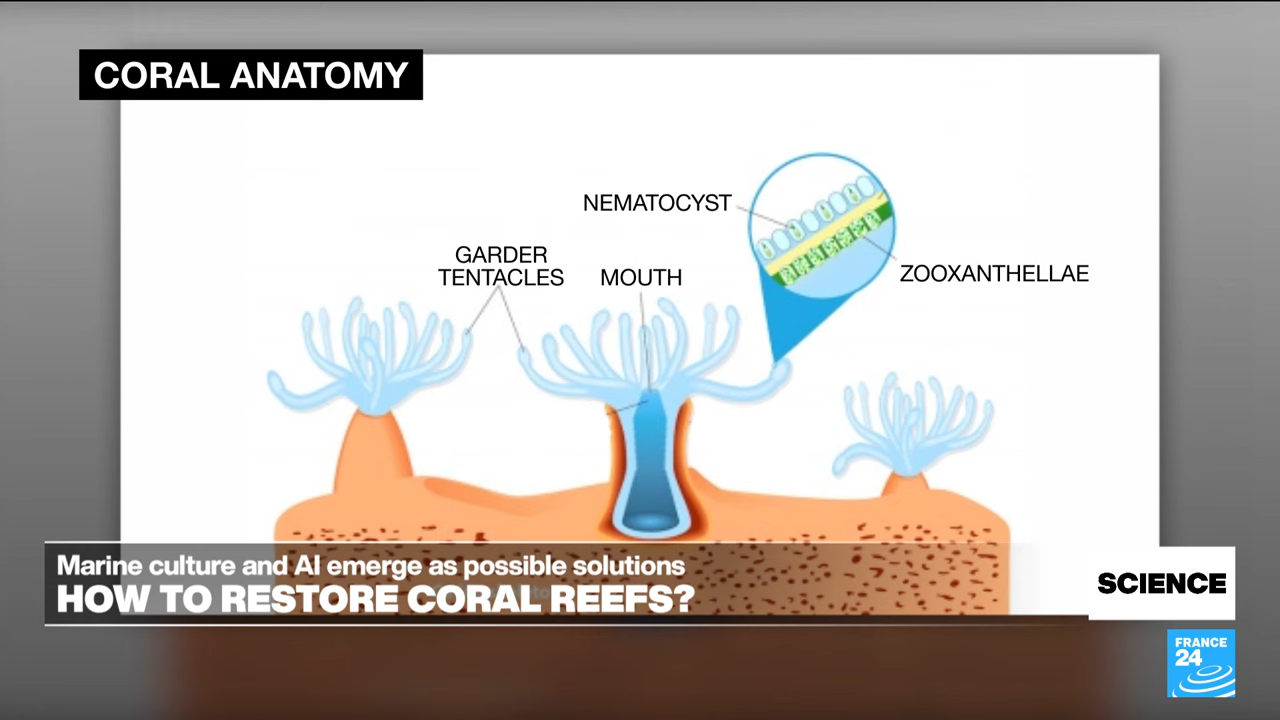 CORAL ANATOMY
NEMATOCYST
GARDER
TENTACLES
MOUTH
ZOOXANTHELLAE
Marine culture and AI emerge as possible solutions
HOW TO RESTORE CORAL REEFS?
SCIENCE
FRANCE
24